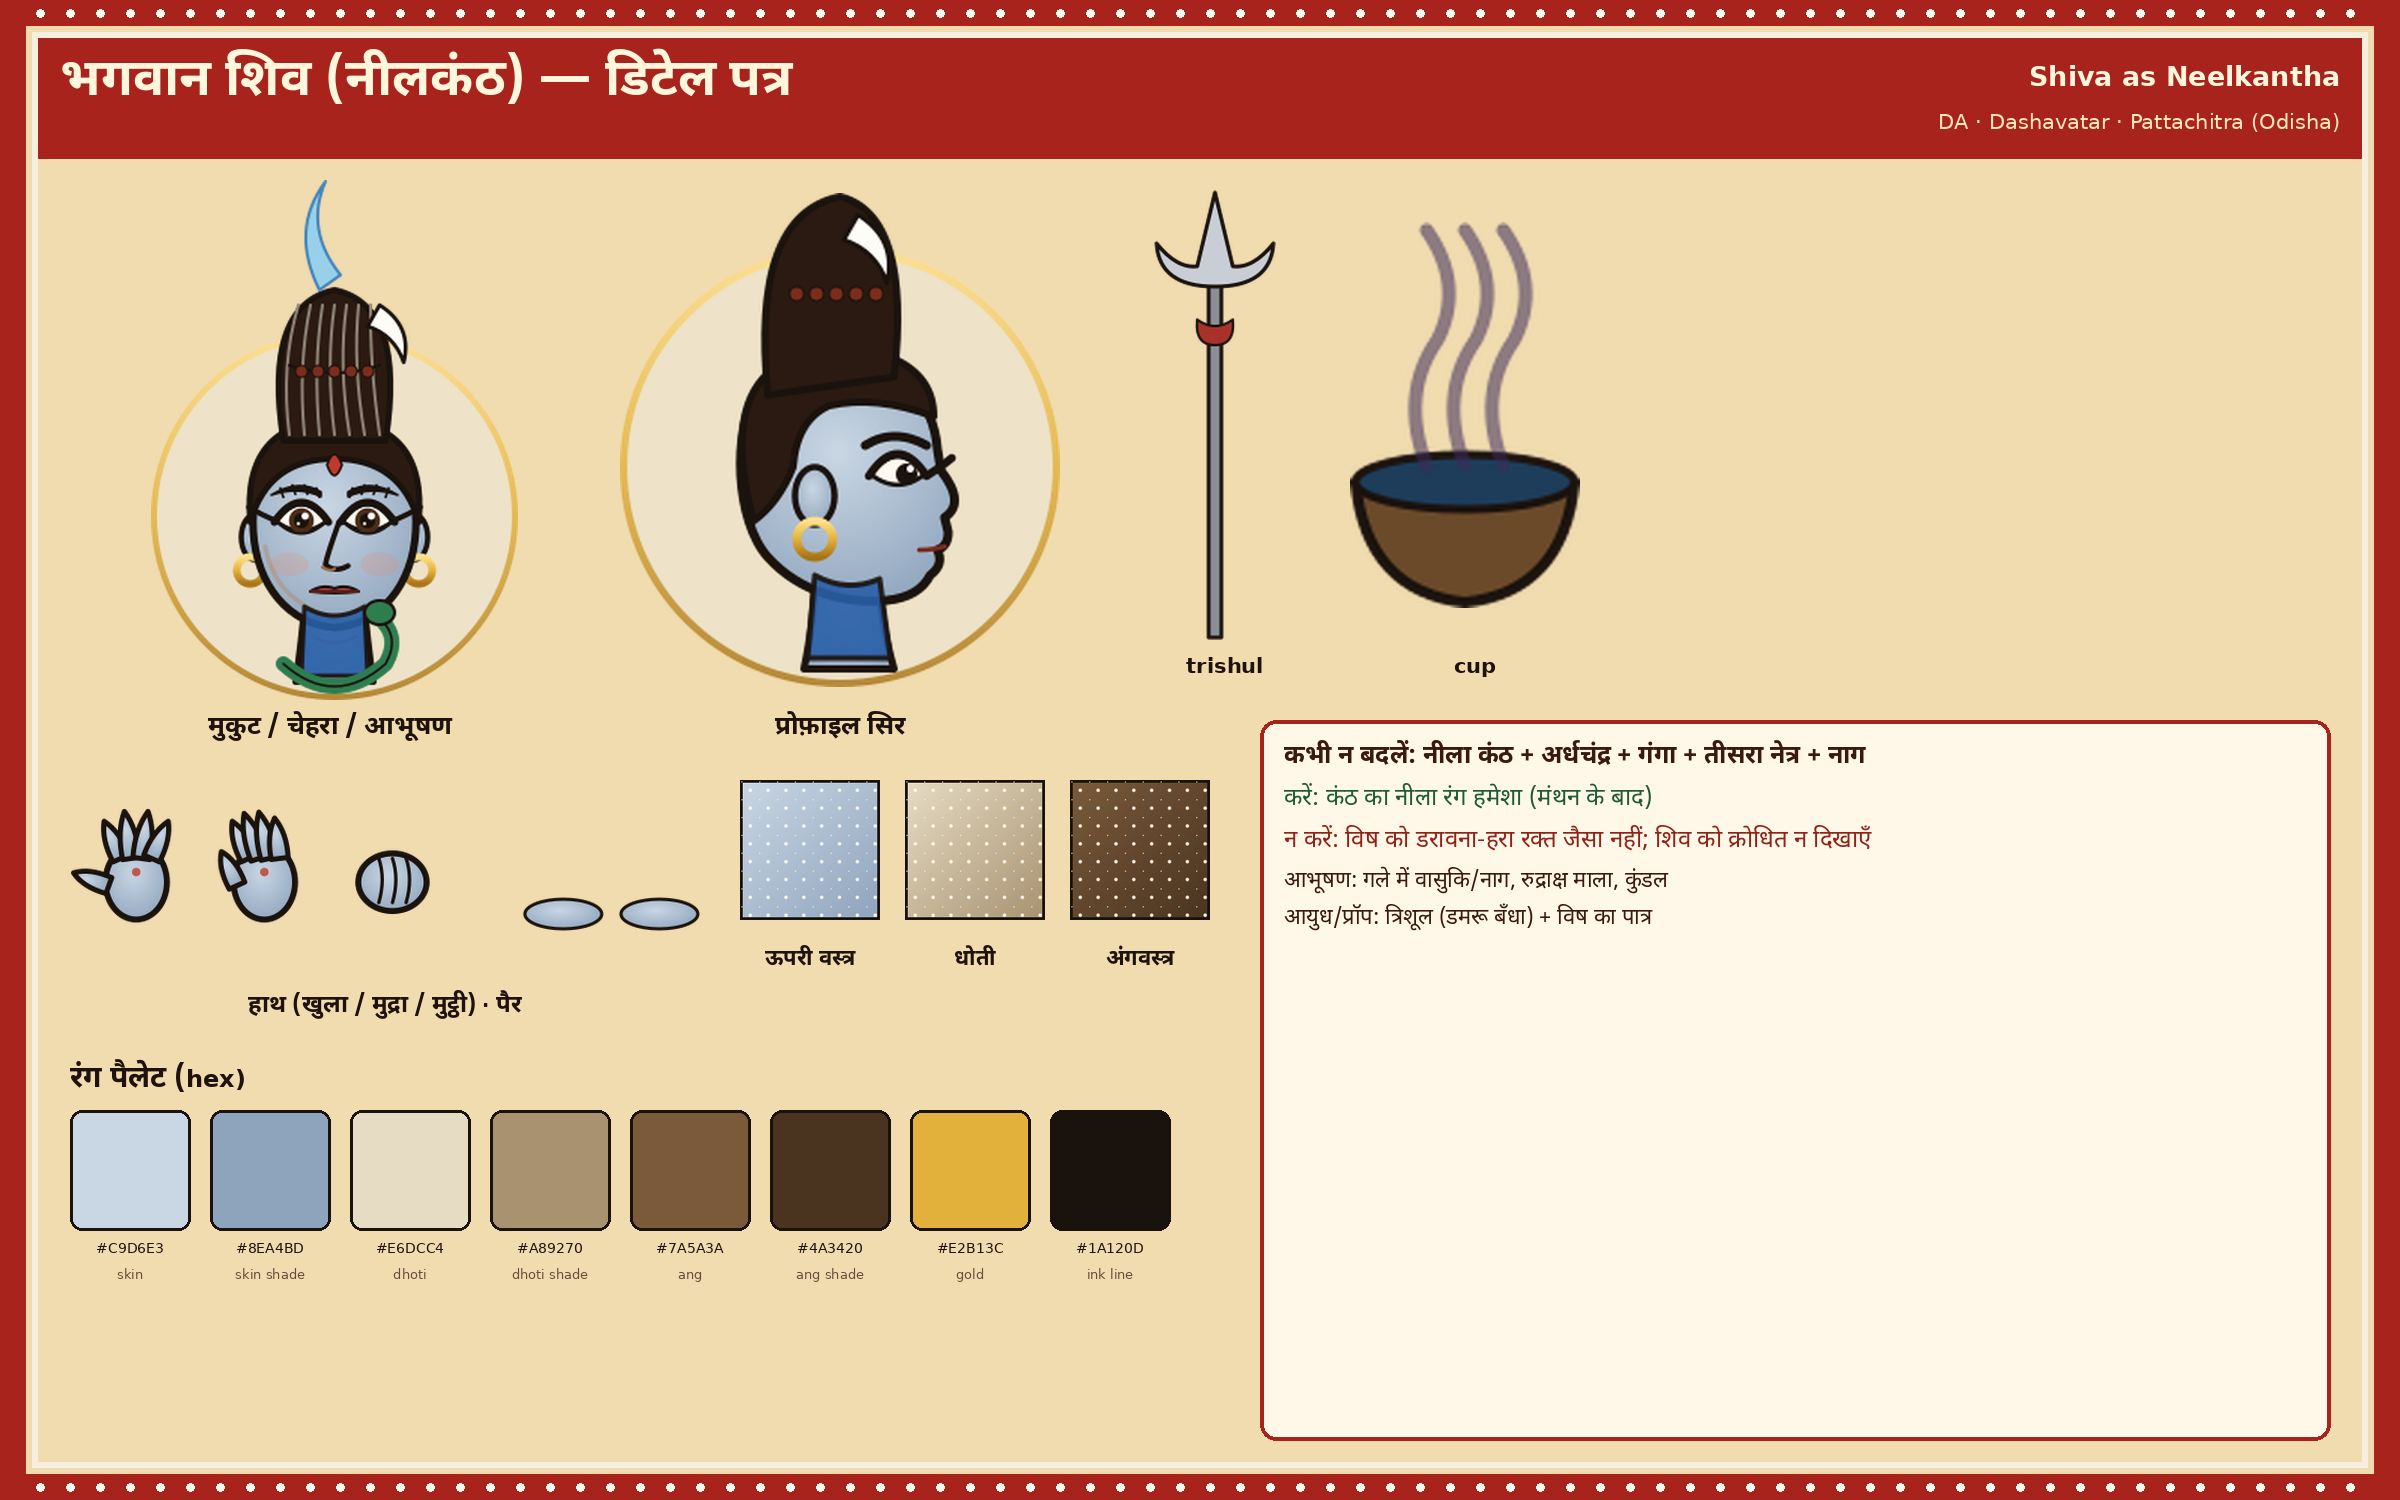 भगवान शिव (नीलकंठ) — डिटेल पत्र
Shiva as Neelkantha
DA · Dashavatar · Pattachitra (Odisha)
trishul
cup
मुकुट / चेहरा / आभूषण
प्रोफ़ाइल सिर
कभी न बदलें: नीला कंठ + अर्धचंद्र + गंगा + तीसरा नेत्र + नाग
करें: कंठ का नीला रंग हमेशा (मंथन के बाद)
न करें: विष को डरावना-हरा रक्त जैसा नहीं; शिव को क्रोधित न दिखाएँ
आभूषण: गले में वासुकि/नाग, रुद्राक्ष माला, कुंडल
आयुध/प्रॉप: त्रिशूल (डमरू बँधा) + विष का पात्र
ऊपरी वस्त्र
धोती
अंगवस्त्र
हाथ (खुला / मुद्रा / मुट्ठी) · पैर
रंग पैलेट (hex)
#C9D6E3
#8EA4BD
#E6DCC4
#A89270
#7A5A3A
#4A3420
#E2B13C
#1A120D
skin
skin shade
dhoti
dhoti shade
ang
ang shade
gold
ink line